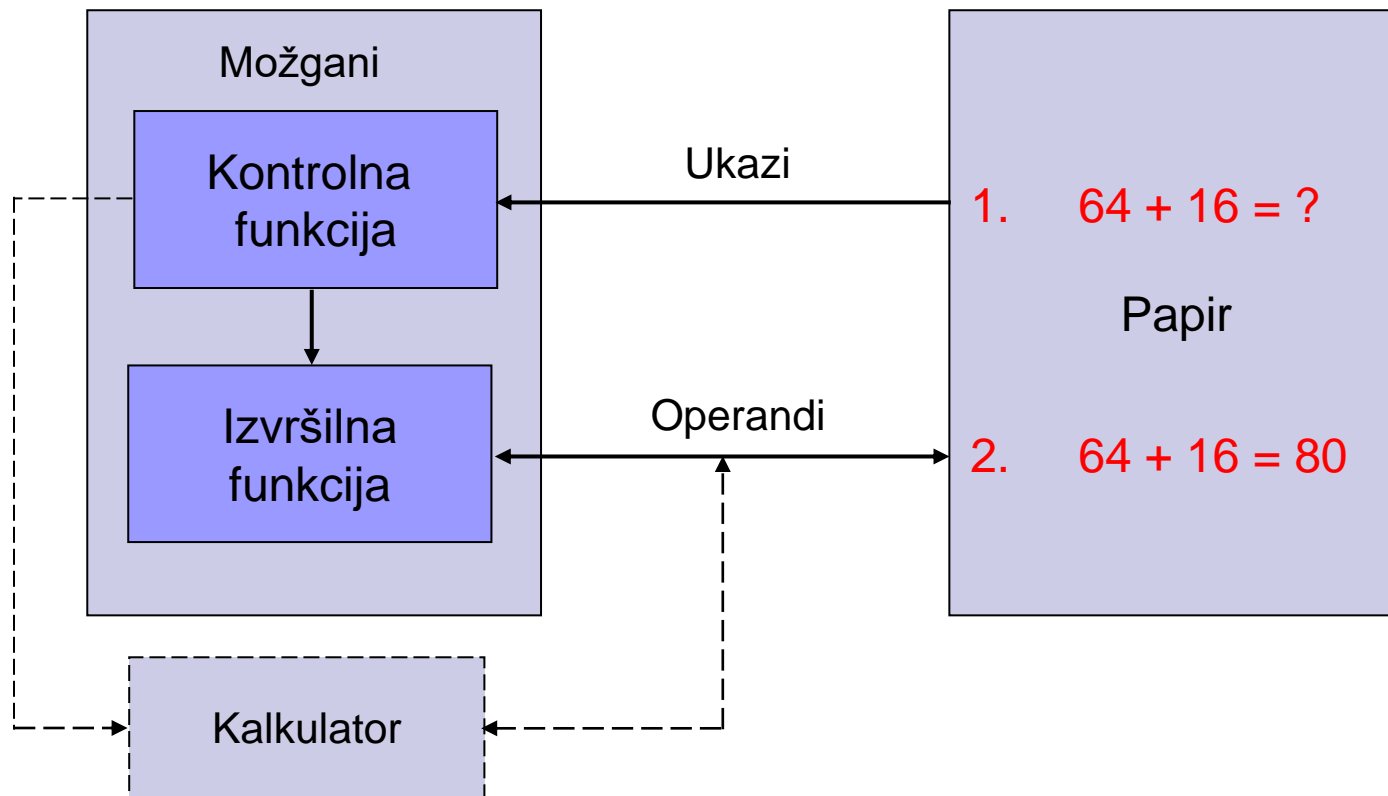 Možgani
Kontrolna
funkcija
Ukazi
1. 64 + 16 = ?
Papir
Izvršilna
funkcija
Operandi
2. 64 + 16 = 80
Kalkulator